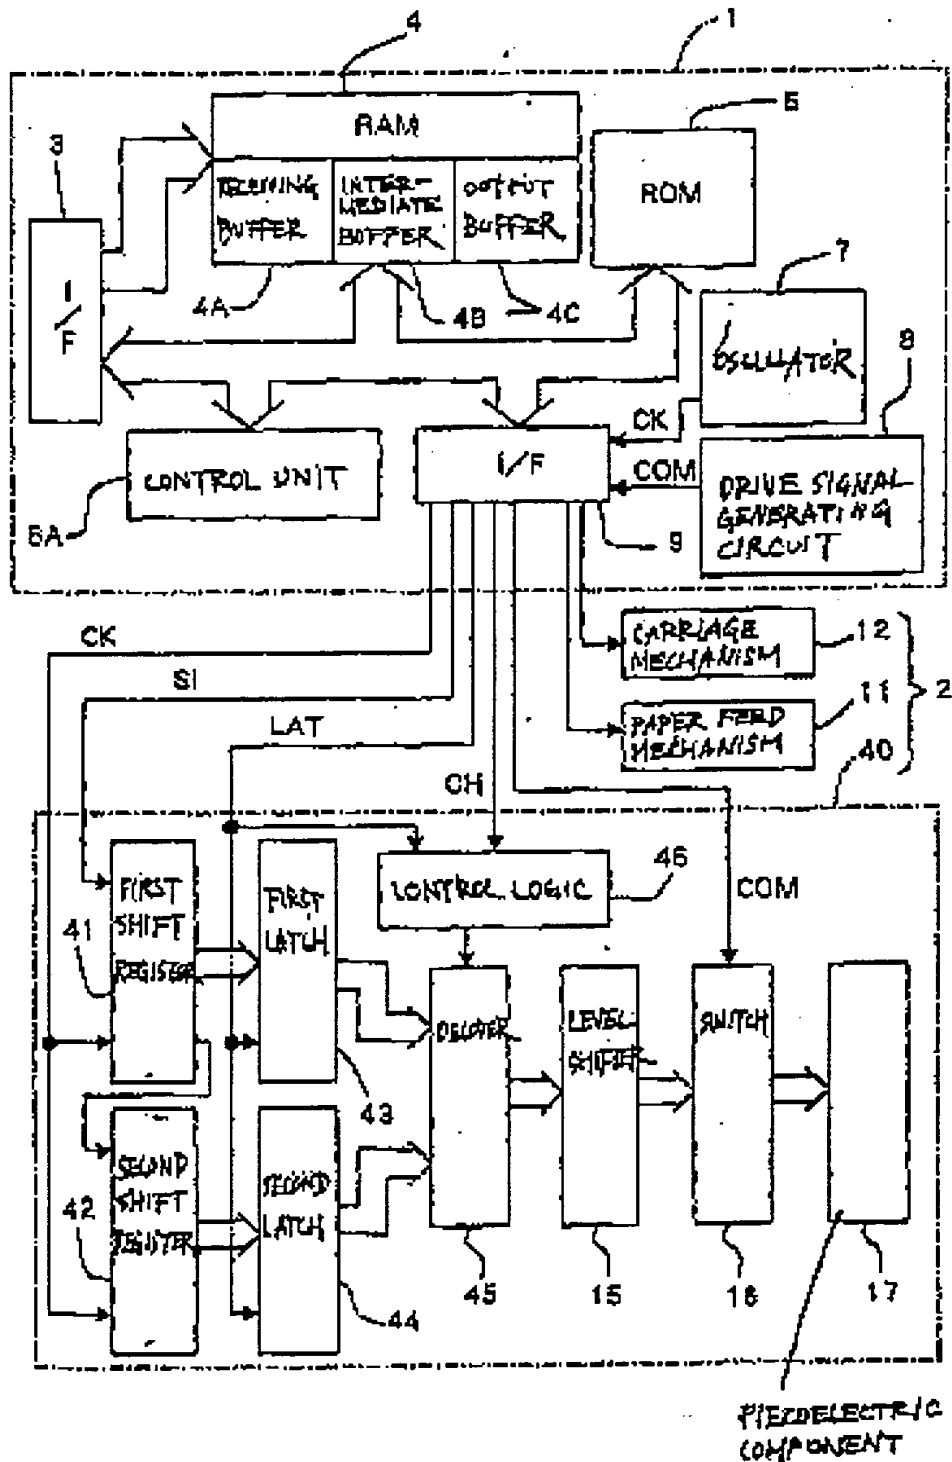 4
1
RAM
6
3
RECEIVING
BUFFER
INTER-
MEDIATE
BUFFER
OUTPUT
BUFFER
ROM
7
4A
4B
4C
I/F
OSCILLATOR
8
CK
CONTROL UNIT
I/F
COM
DRIVE SIGNAL
GENERATING
CIRCUIT
6A
9
CK
CARRIAGE
MECHANISM
12
SI
2
LAT
PAPER FEED
MECHANISM
11
CH
40
FIRST
SHIFT
REGISTER
FIRST
LATCH
CONTROL LOGIC
46
COM
41
DECODER
LEVEL
SHIFTER
SWITCH
43
SECOND
SHIFT
REGISTER
SECOND
LATCH
42
44
45
15
16
17
PIEZOELECTRIC
COMPONENT